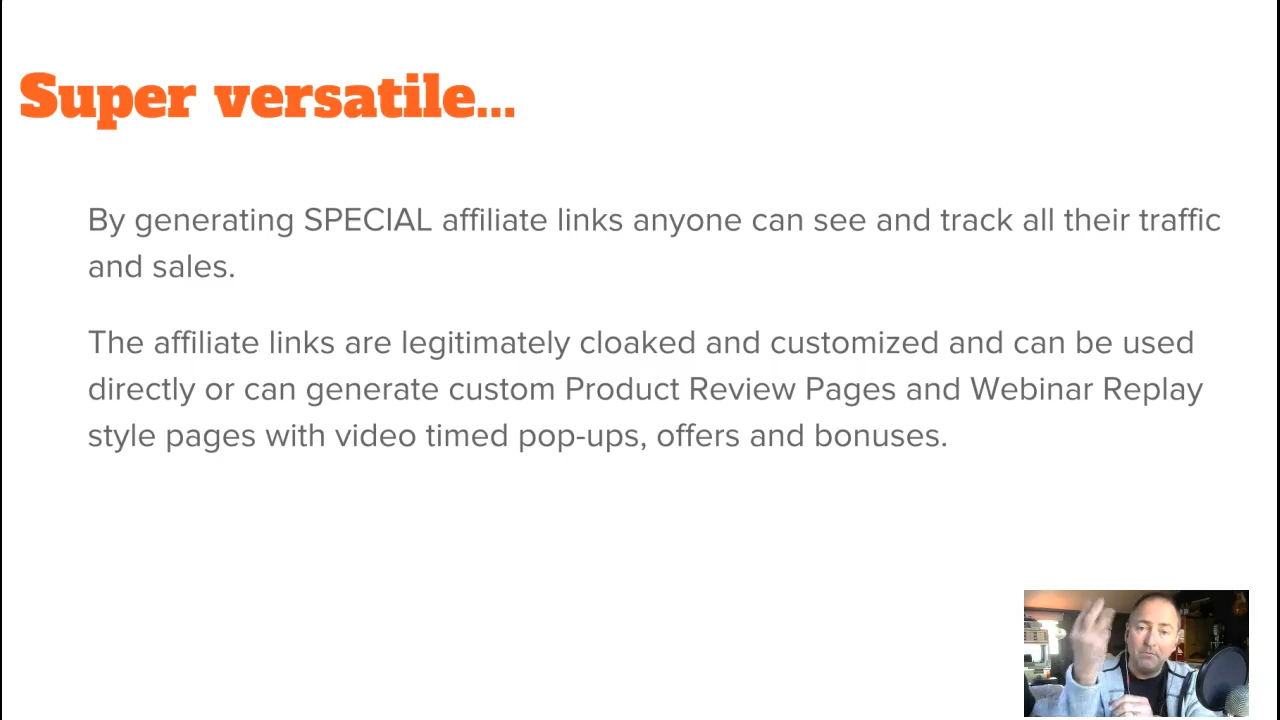 Super versatile...
By generating SPECIAL affiliate links anyone can see and track all their traffic
and sales.
The affiliate links are legitimately cloaked and customized and can be used
directly or can generate custom Product Review Pages and Webinar Replay
style pages with video timed pop-ups, offers and bonuses.